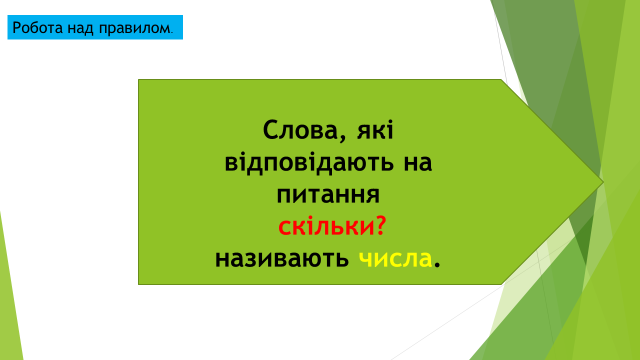 Робота над правилом.
Слова, які
відповідають на
питання
скільки?
називають числа.